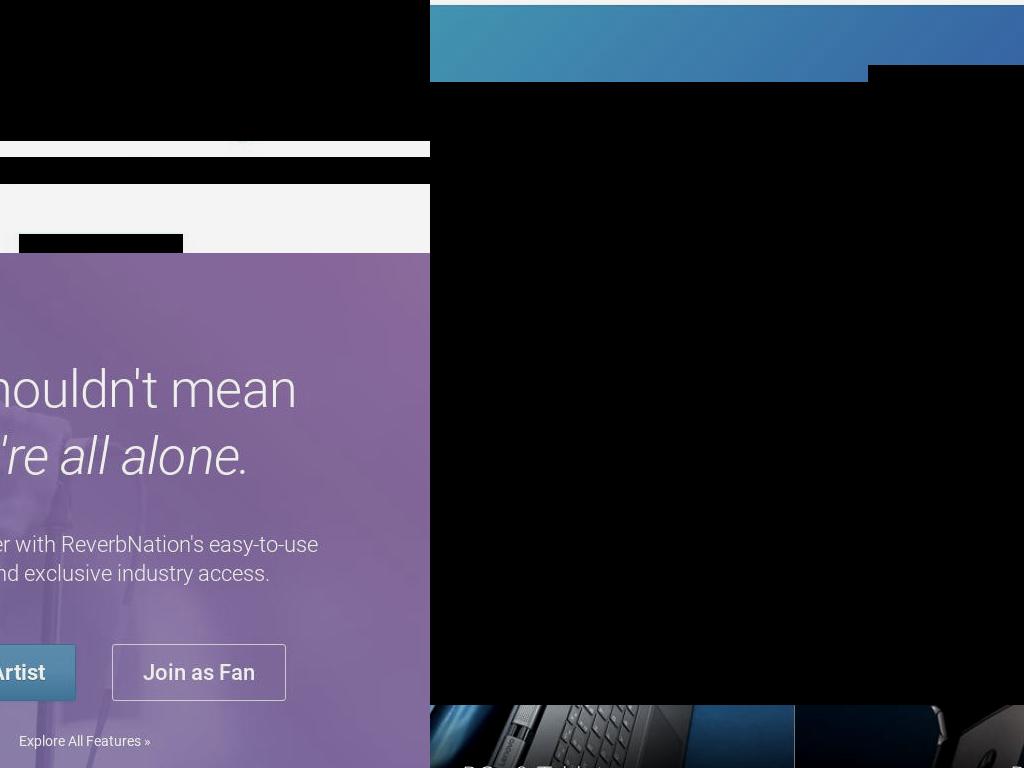 houldn't mean
're all alone.
er with ReverbNation's easy-to-use
nd exclusive industry access.
Artist
Join as Fan
Explore All Features »